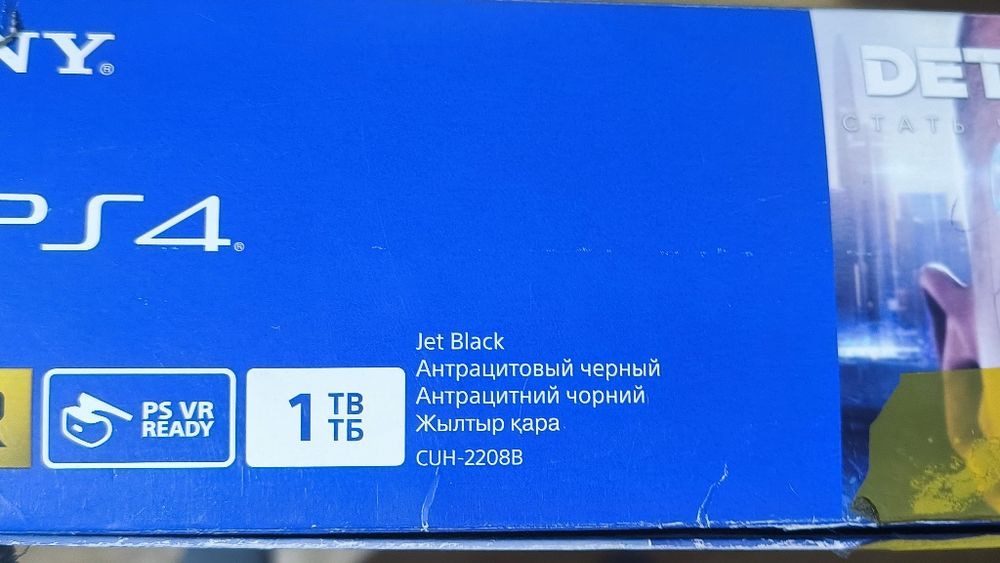 NY®
PS4®
PS VR
READY
1 TB
ТБ
Jet Black
Антрацитовый черный
Антрацитний чорний
Жылтыр қара
CUH-2208B
DET
СТАТЬ